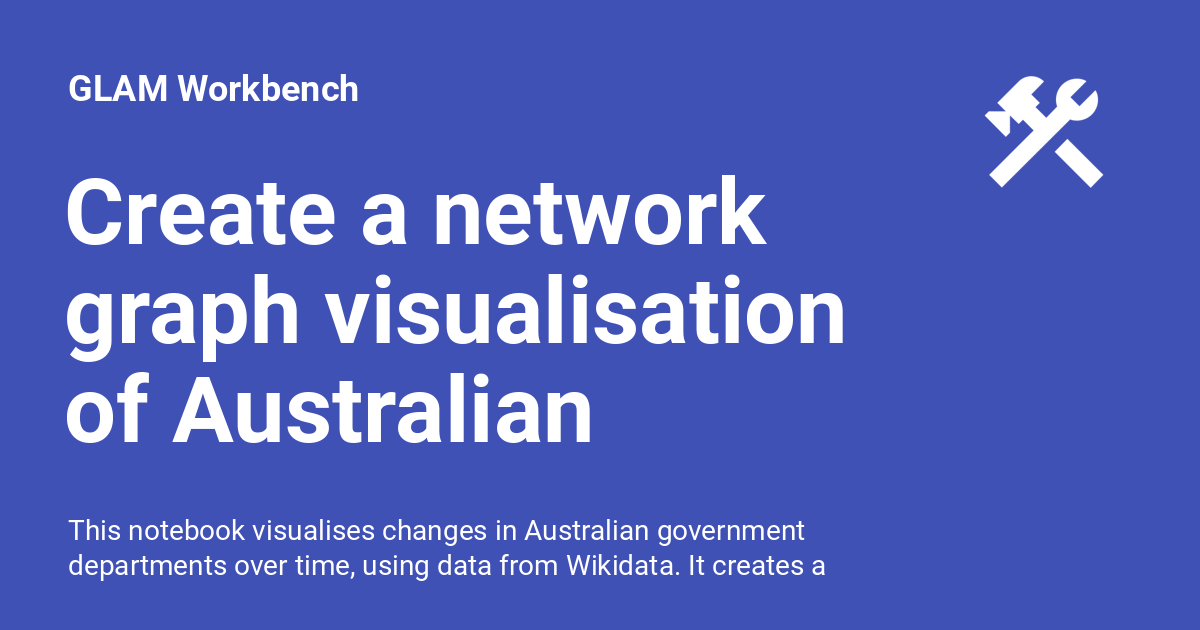 GLAM Workbench
Create a network
graph visualisation
of Australian
This notebook visualises changes in Australian government
departments over time, using data from Wikidata. It creates a